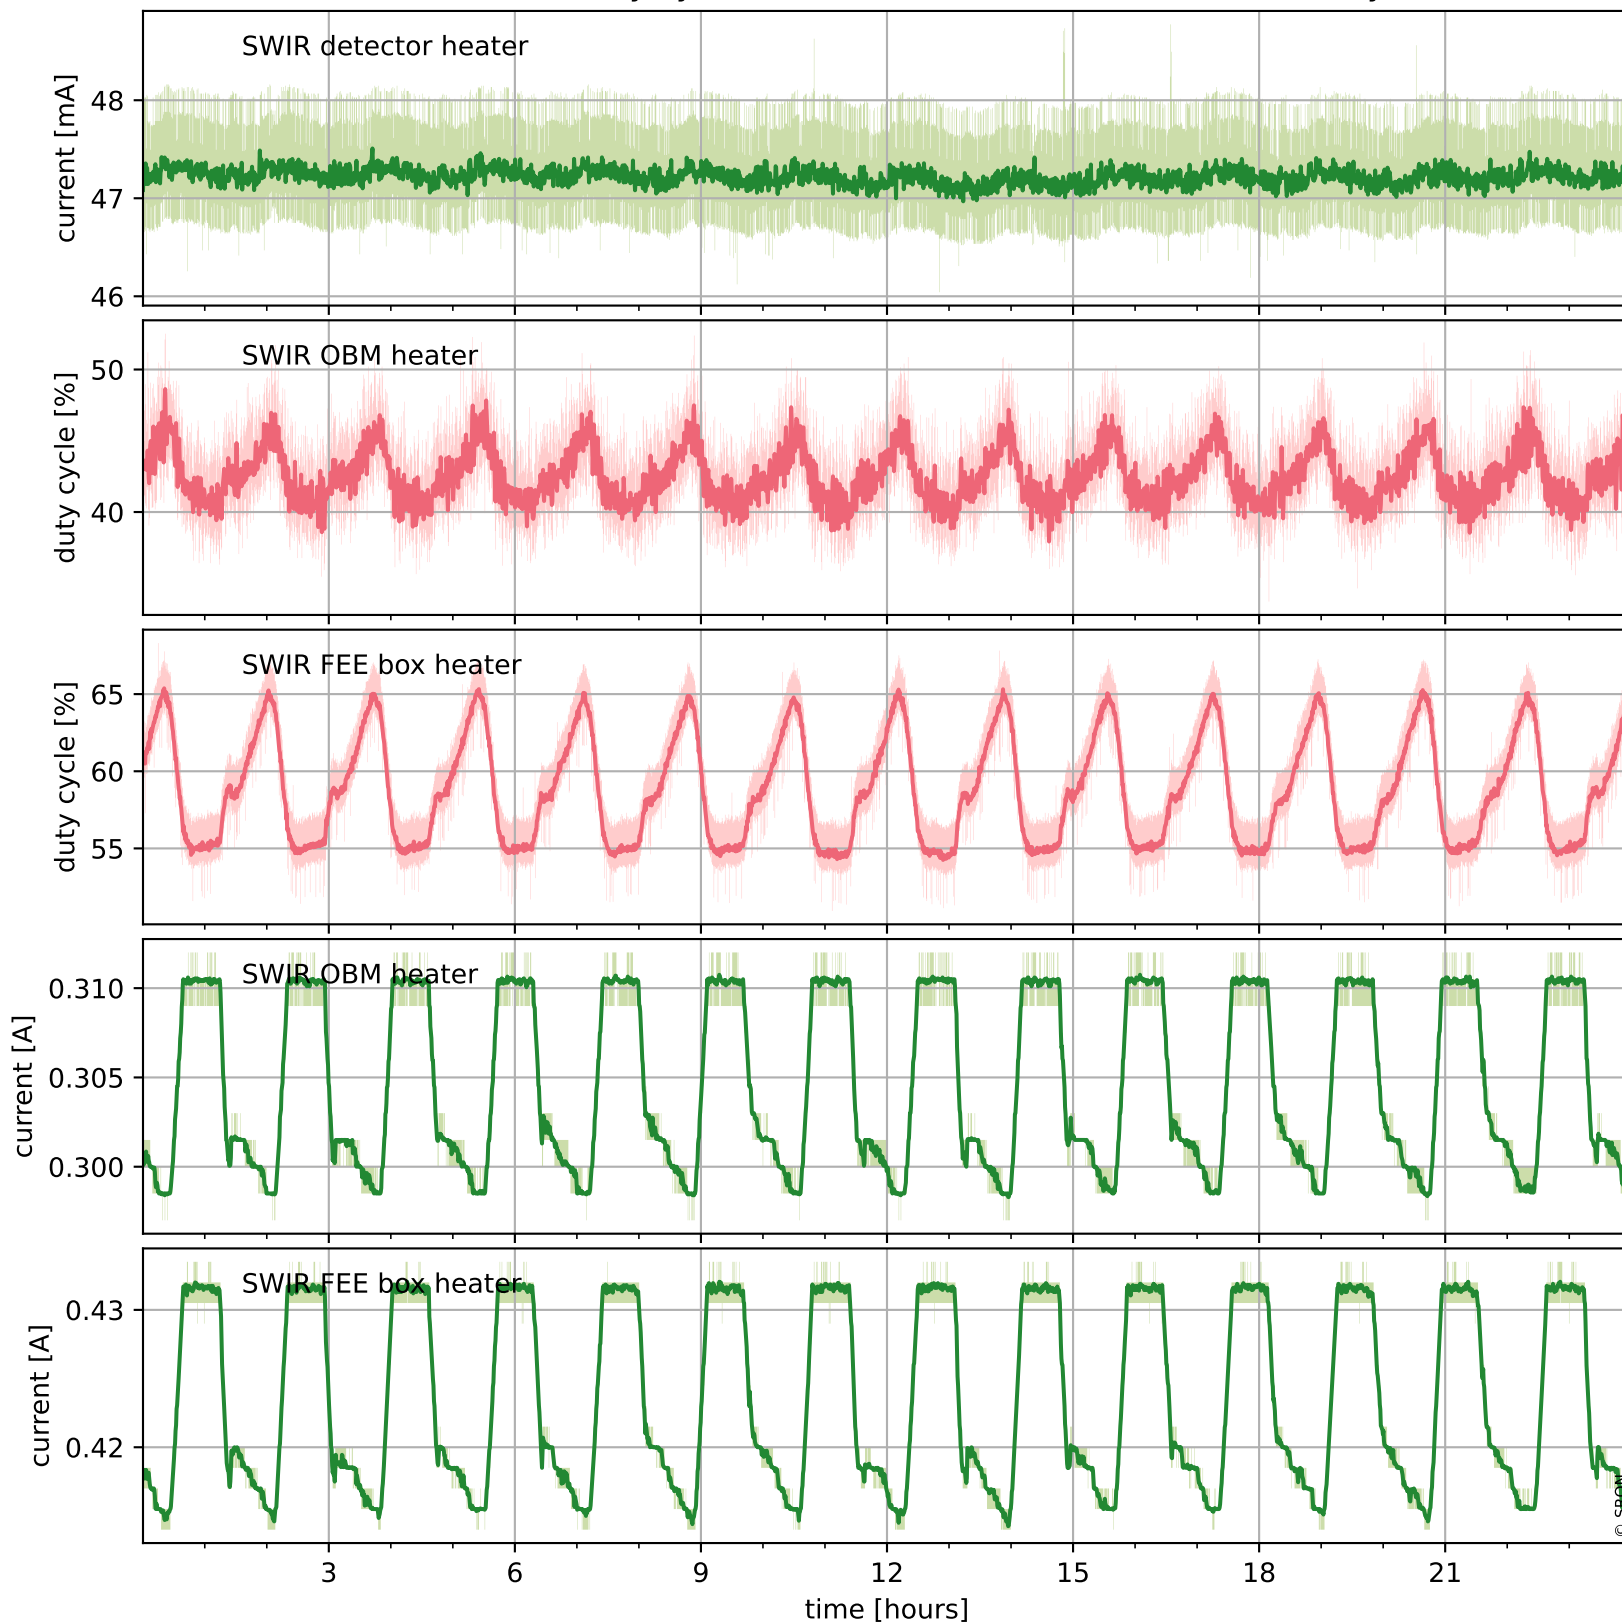 SWIR detector heater
current [mA]
48
47
46
SWIR OBM heater
duty cycle [%]
50
40
SWIR FEE box heater
duty cycle [%]
65
60
55
SWIR OBM heater
current [A]
0.310
0.305
0.300
SWIR FEE box heater
current [A]
0.43
0.42
3 6 9 12 15 18 21
time [hours]
© SRON